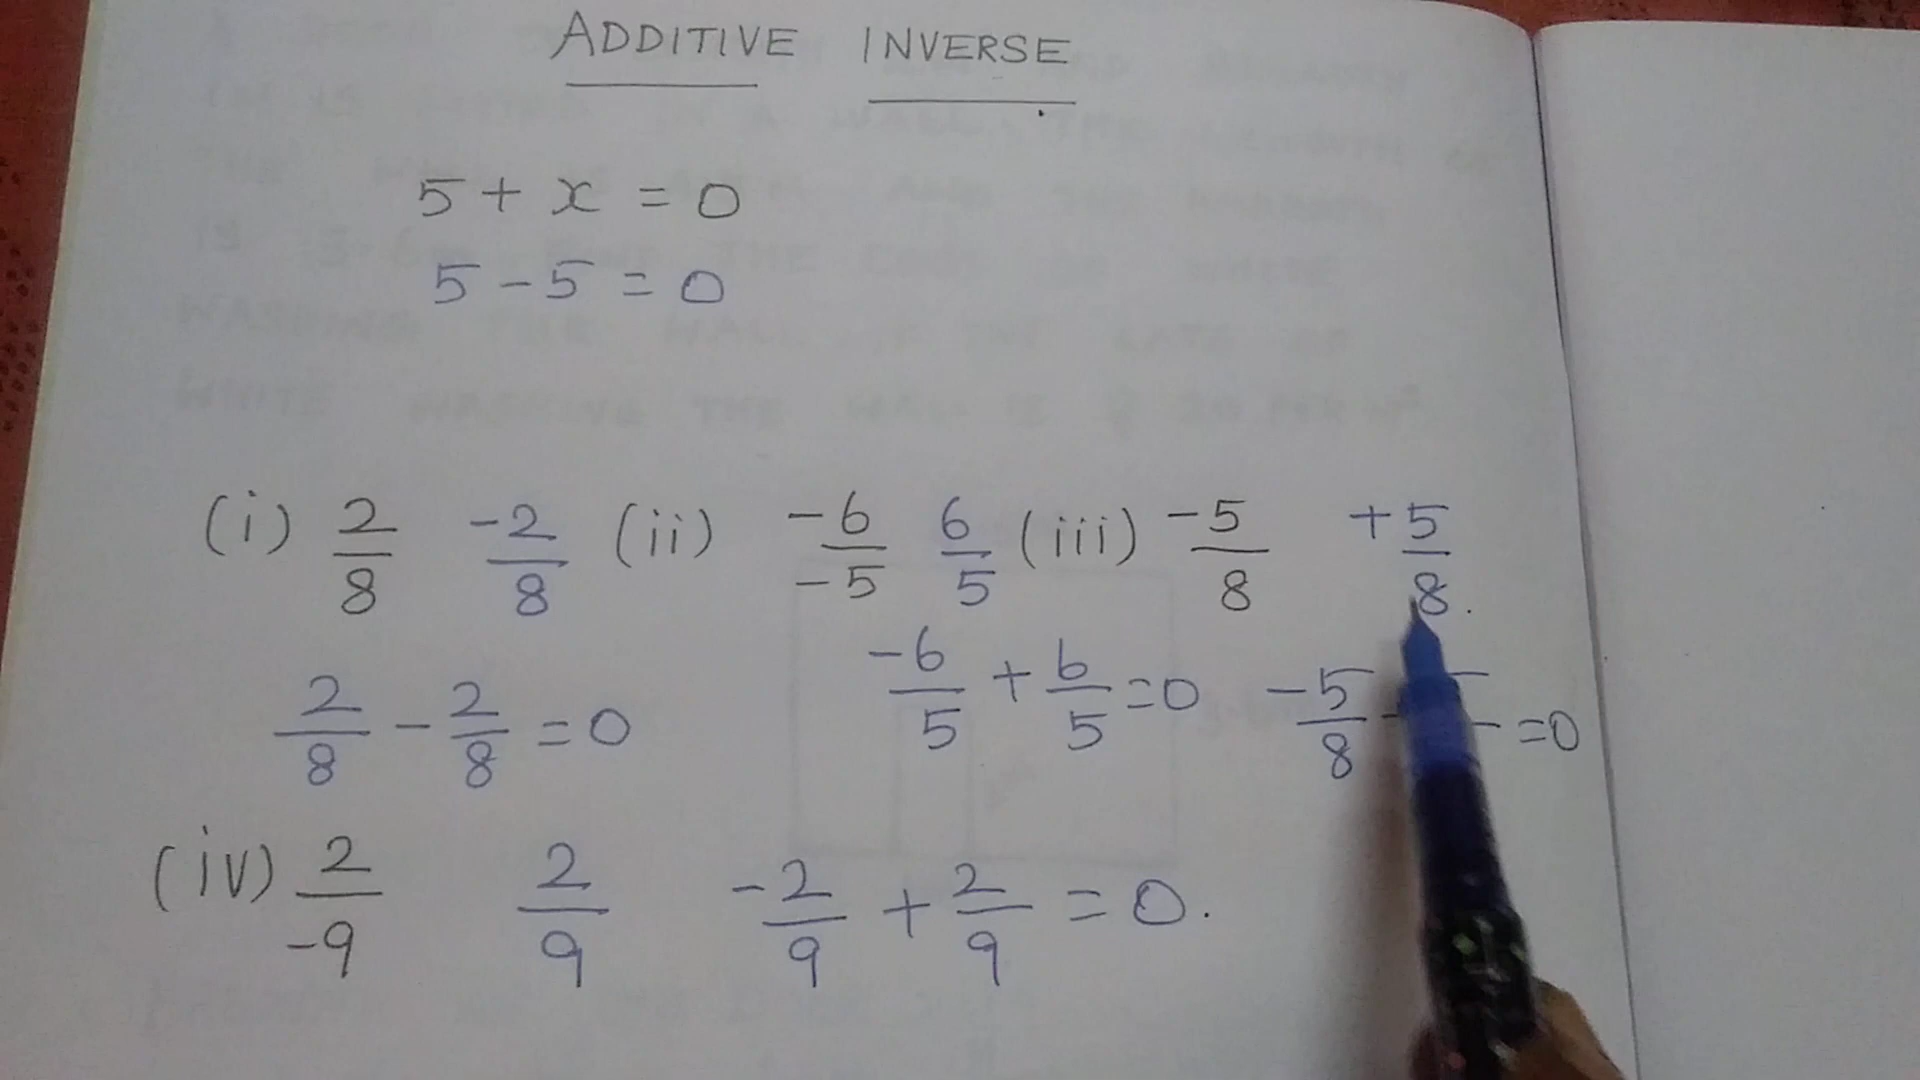 ADDITIVE INVERSE
5 + x = 0
5 - 5 = 0
(i) 2/8 -2/8 (ii) -6/-5 6/5 (iii) -5/8 +5/8.
2/8 - 2/8 = 0 -6/5 + 6/5 = 0 -5/8 = 0
(iv) 2/-9 2/9 -2/9 + 2/9 = 0.